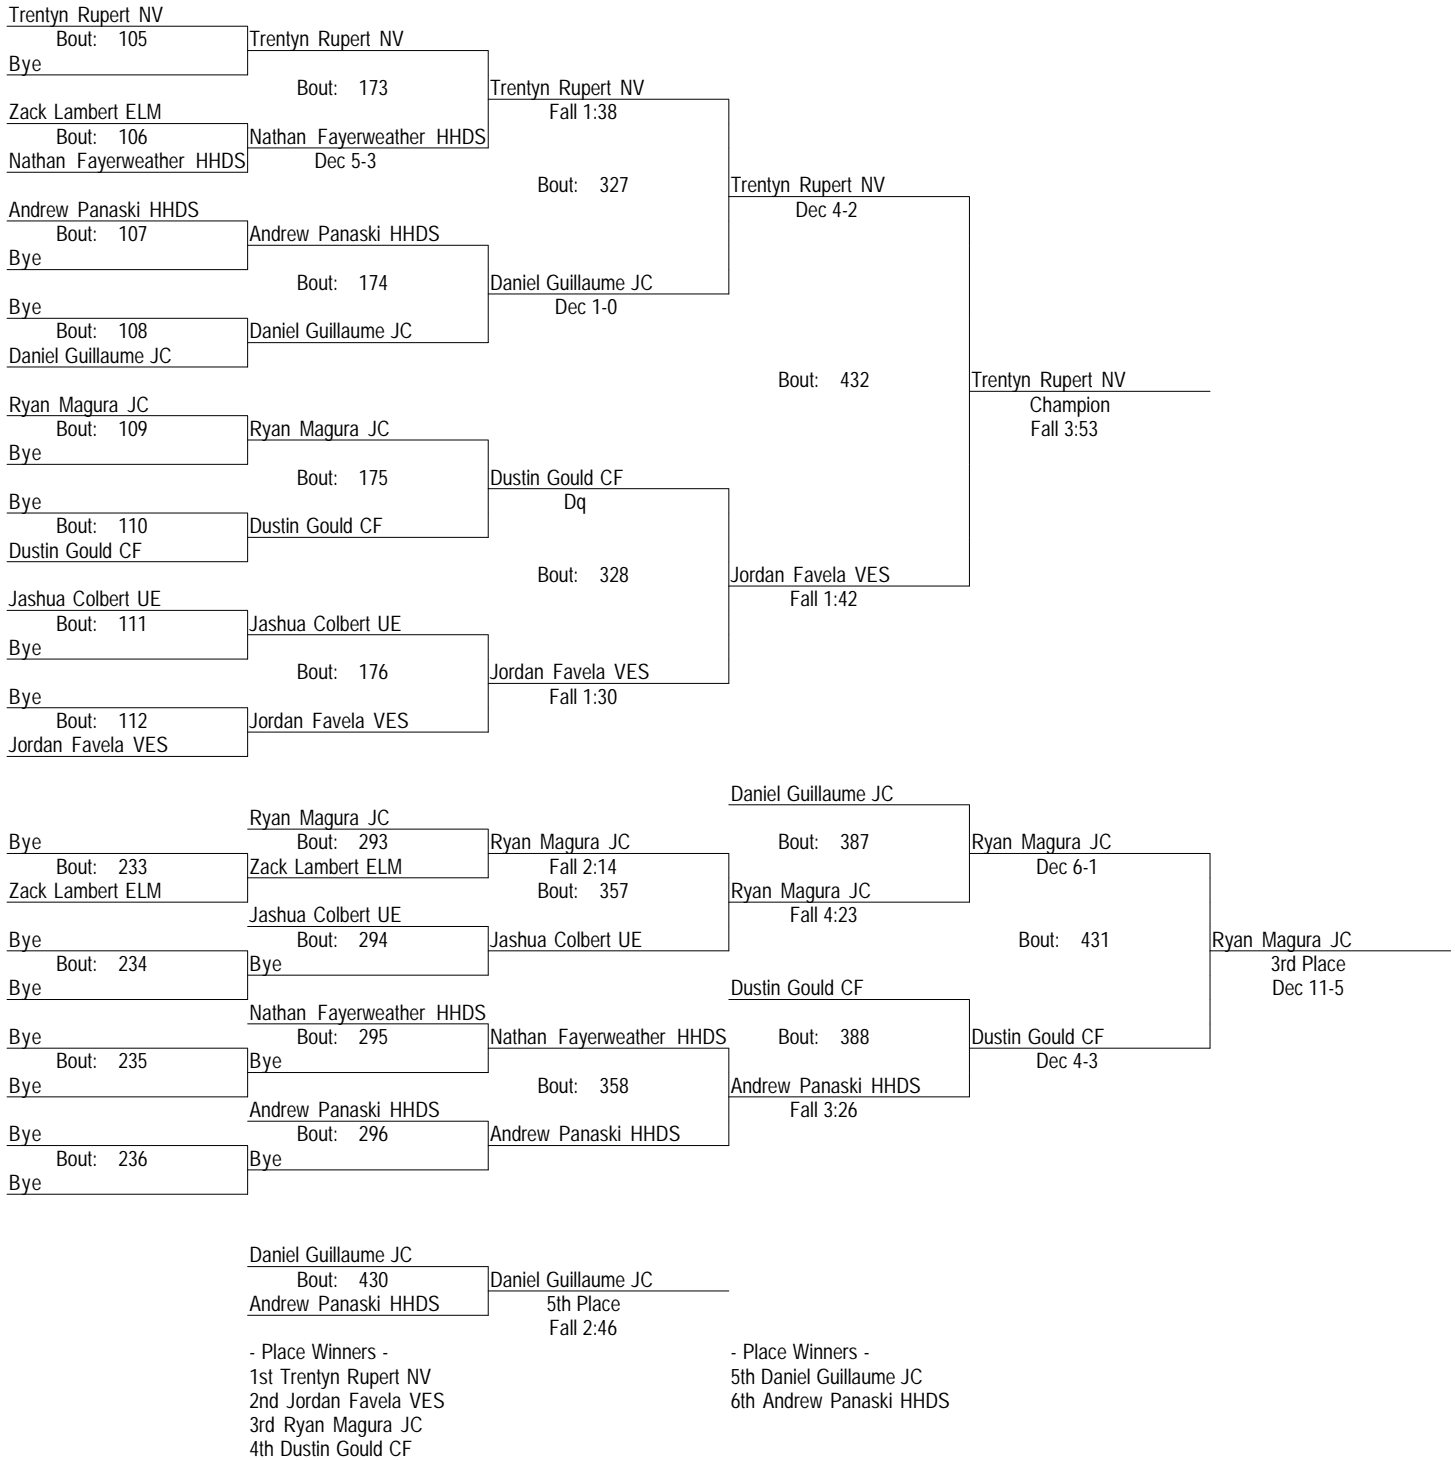 Trentyn Rupert NV
Bout: 105
Trentyn Rupert NV
Bye
Bout: 173
Trentyn Rupert NV
Zack Lambert ELM
Fall 1:38
Bout: 106
Nathan Fayerweather HHDS
Nathan Fayerweather HHDS
Dec 5-3
Bout: 327
Trentyn Rupert NV
Andrew Panaski HHDS
Dec 4-2
Bout: 107
Andrew Panaski HHDS
Bye
Bout: 174
Daniel Guillaume JC
Bye
Dec 1-0
Bout: 108
Daniel Guillaume JC
Daniel Guillaume JC
Bout: 432
Trentyn Rupert NV
Ryan Magura JC
Champion
Bout: 109
Ryan Magura JC
Fall 3:53
Bye
Bout: 175
Dustin Gould CF
Bye
Dq
Bout: 110
Dustin Gould CF
Dustin Gould CF
Bout: 328
Jordan Favela VES
Jashua Colbert UE
Fall 1:42
Bout: 111
Jashua Colbert UE
Bye
Bout: 176
Jordan Favela VES
Bye
Fall 1:30
Bout: 112
Jordan Favela VES
Jordan Favela VES
Daniel Guillaume JC
Ryan Magura JC
Bye
Bout: 293
Ryan Magura JC
Bout: 387
Ryan Magura JC
Bout: 233
Zack Lambert ELM
Fall 2:14
Dec 6-1
Zack Lambert ELM
Bout: 357
Ryan Magura JC
Jashua Colbert UE
Fall 4:23
Bye
Bout: 294
Jashua Colbert UE
Bout: 431
Ryan Magura JC
Bout: 234
Bye
3rd Place
Bye
Dustin Gould CF
Dec 11-5
Nathan Fayerweather HHDS
Bye
Bout: 295
Nathan Fayerweather HHDS
Bout: 388
Dustin Gould CF
Bout: 235
Bye
Dec 4-3
Bye
Bout: 358
Andrew Panaski HHDS
Andrew Panaski HHDS
Fall 3:26
Bye
Bout: 296
Andrew Panaski HHDS
Bout: 236
Bye
Bye
Daniel Guillaume JC
Bout: 430
Daniel Guillaume JC
Andrew Panaski HHDS
5th Place
Fall 2:46
- Place Winners -
1st Trentyn Rupert NV
2nd Jordan Favela VES
3rd Ryan Magura JC
4th Dustin Gould CF
- Place Winners -
5th Daniel Guillaume JC
6th Andrew Panaski HHDS